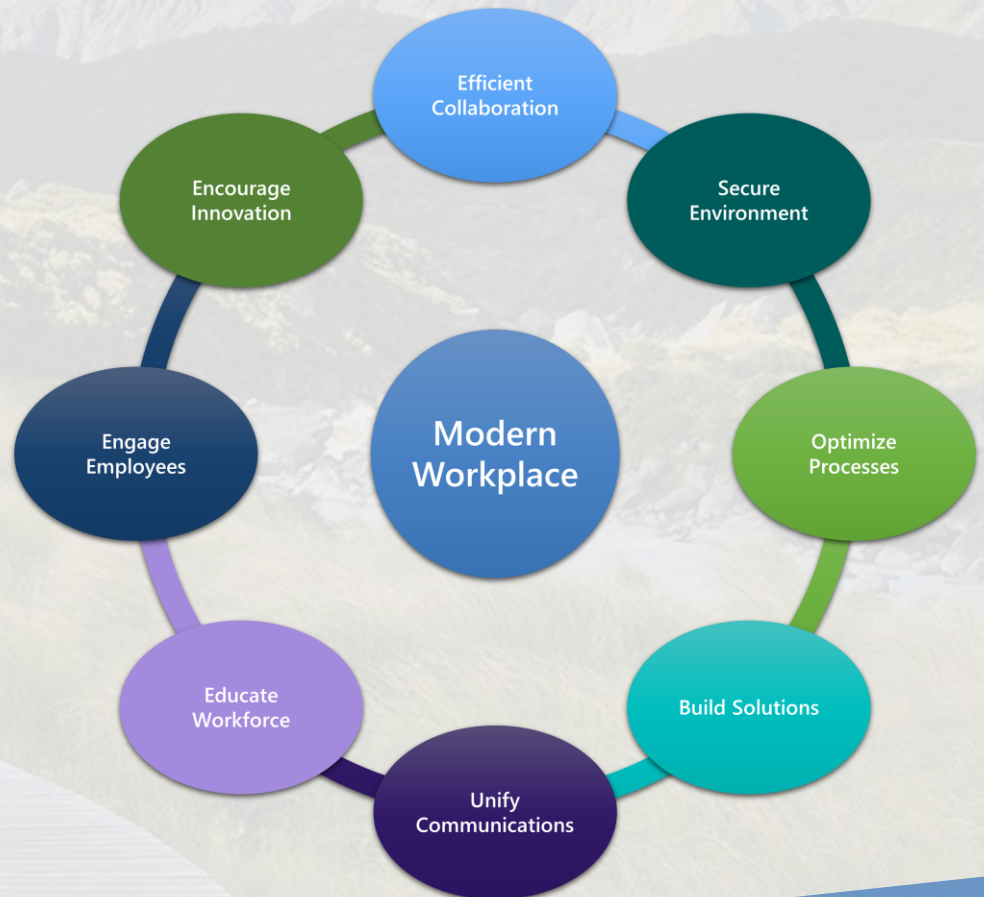 Efficient
Collaboration
Secure
Environment
Optimize
Processes
Build Solutions
Unify
Communications
Educate
Workforce
Engage
Employees
Encourage
Innovation
Modern
Workplace